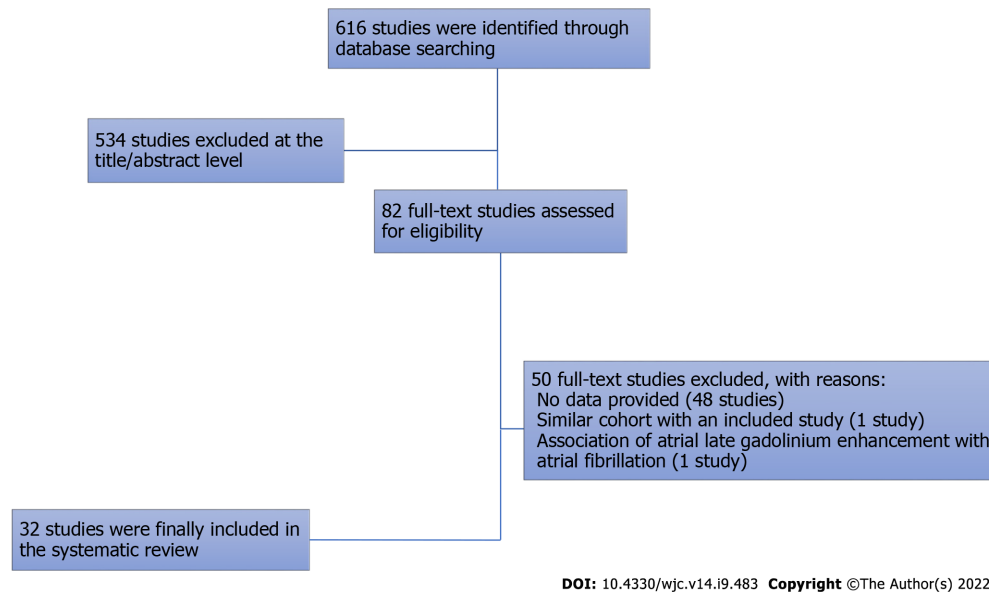 616 studies were identified through
database searching
534 studies excluded at the
title/abstract level
82 full-text studies assessed
for eligibility
50 full-text studies excluded, with reasons:
No data provided (48 studies)
Similar cohort with an included study (1 study)
Association of atrial late gadolinium enhancement with
atrial fibrillation (1 study)
32 studies were finally included in
the systematic review
DOI: 10.4330/wjc.v14.i9.483 Copyright ©The Author(s) 2022